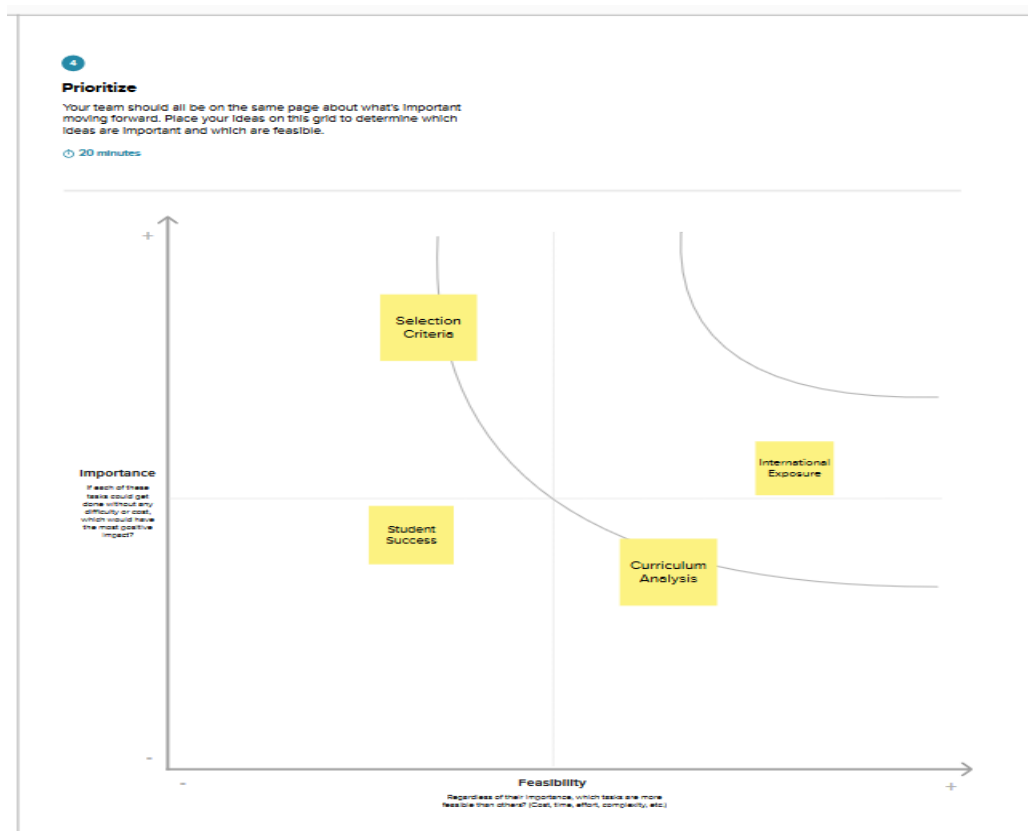 4
Prioritize
Your team should all be on the same page about what's important
moving forward. Place your ideas on this grid to determine which
ideas are important and which are feasible.
20 minutes
+
Selection
Criteria
International
Exposure
Importance
If each of these
tasks could get
done without any
difficulty or cost,
which would have
the most positive
impact?
Student
Success
Curriculum
Analysis
-
-
Feasibility
+
Regardless of their importance, which tasks are more
feasible than others? (Cost, time, effort, complexity, etc.)